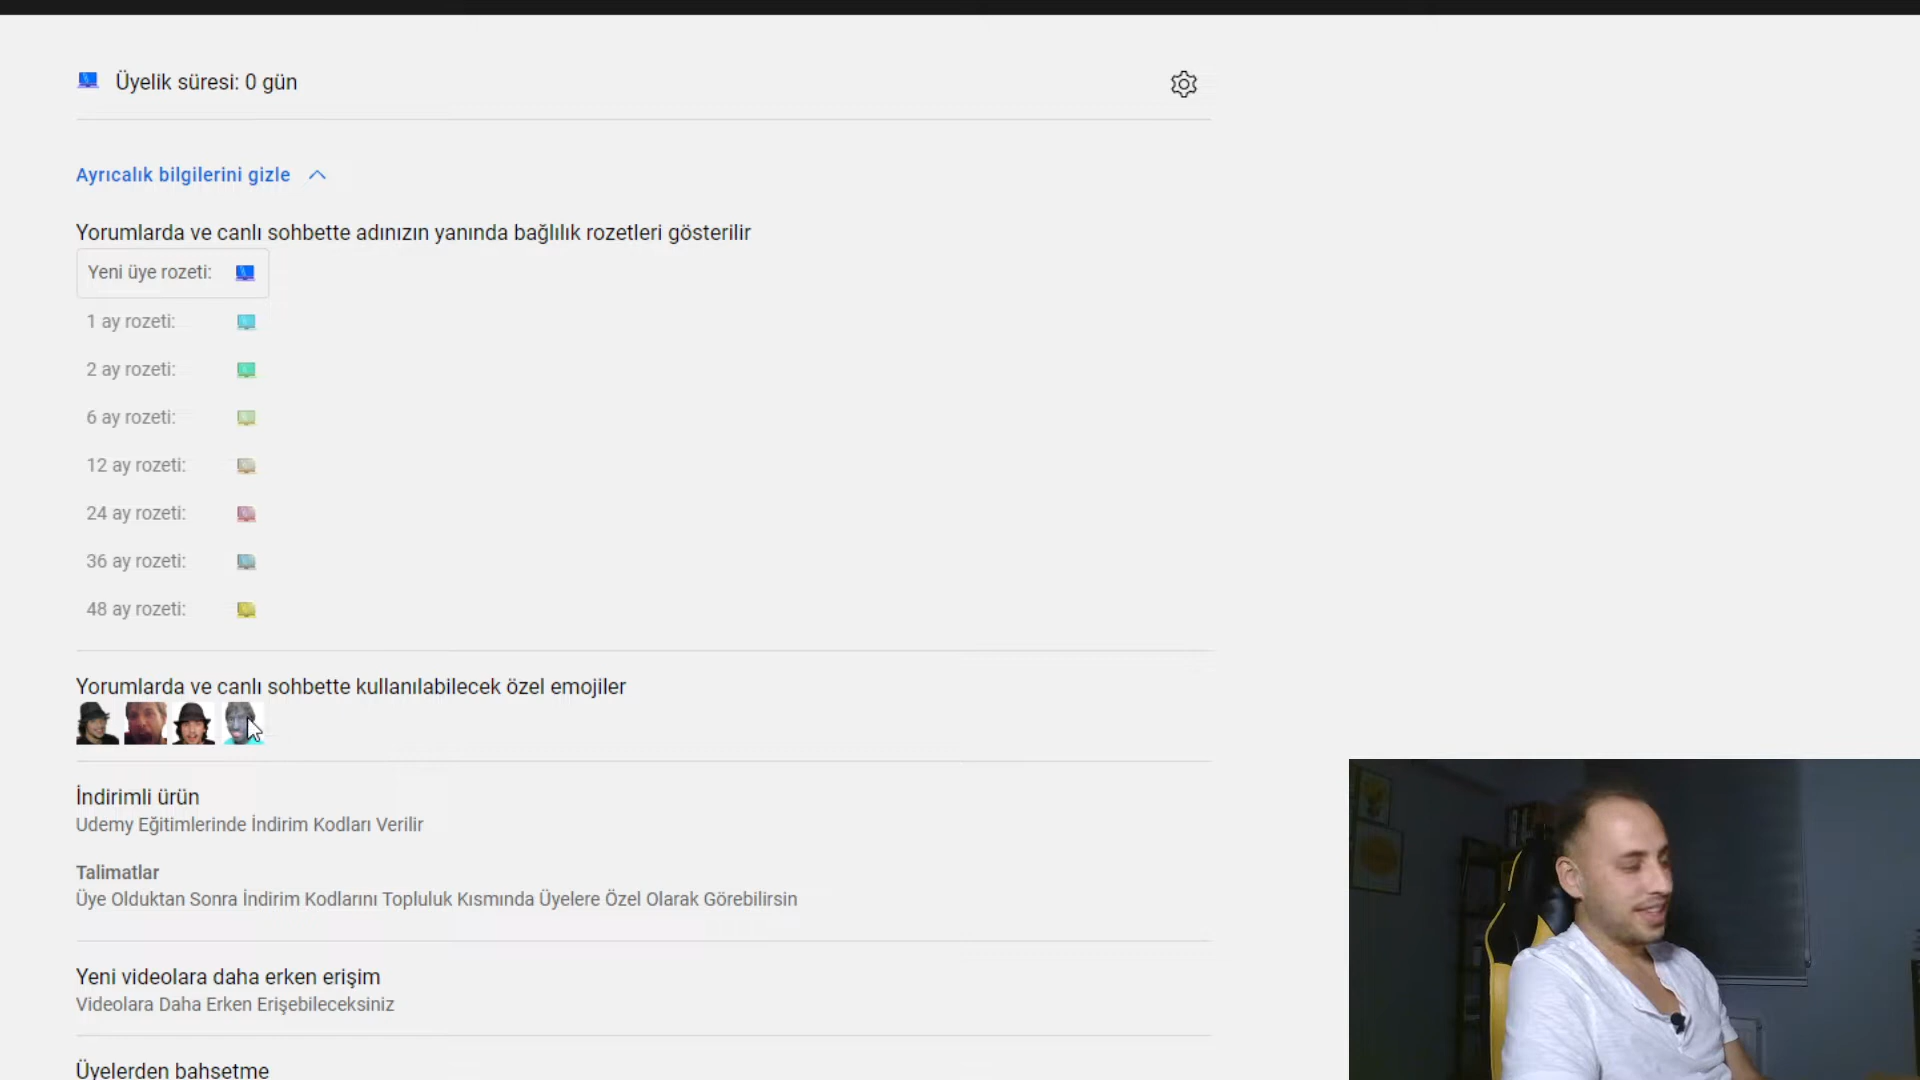 Üyelik süresi: 0 gün
Ayrıcalık bilgilerini gizle
Yorumlarda ve canlı sohbette adınızın yanında bağlılık rozetleri gösterilir
Yeni üye rozeti:
1 ay rozeti:
2 ay rozeti:
6 ay rozeti:
12 ay rozeti:
24 ay rozeti:
36 ay rozeti:
48 ay rozeti:
Yorumlarda ve canlı sohbette kullanılabilecek özel emojiler
İndirimli ürün
Udemy Eğitimlerinde İndirim Kodları Verilir
Talimatlar
Üye Olduktan Sonra İndirim Kodlarını Topluluk Kısmında Üyelere Özel Olarak Görebilirsin
Yeni videolara daha erken erişim
Videolara Daha Erken Erişebileceksiniz
Üyelerden bahsetme